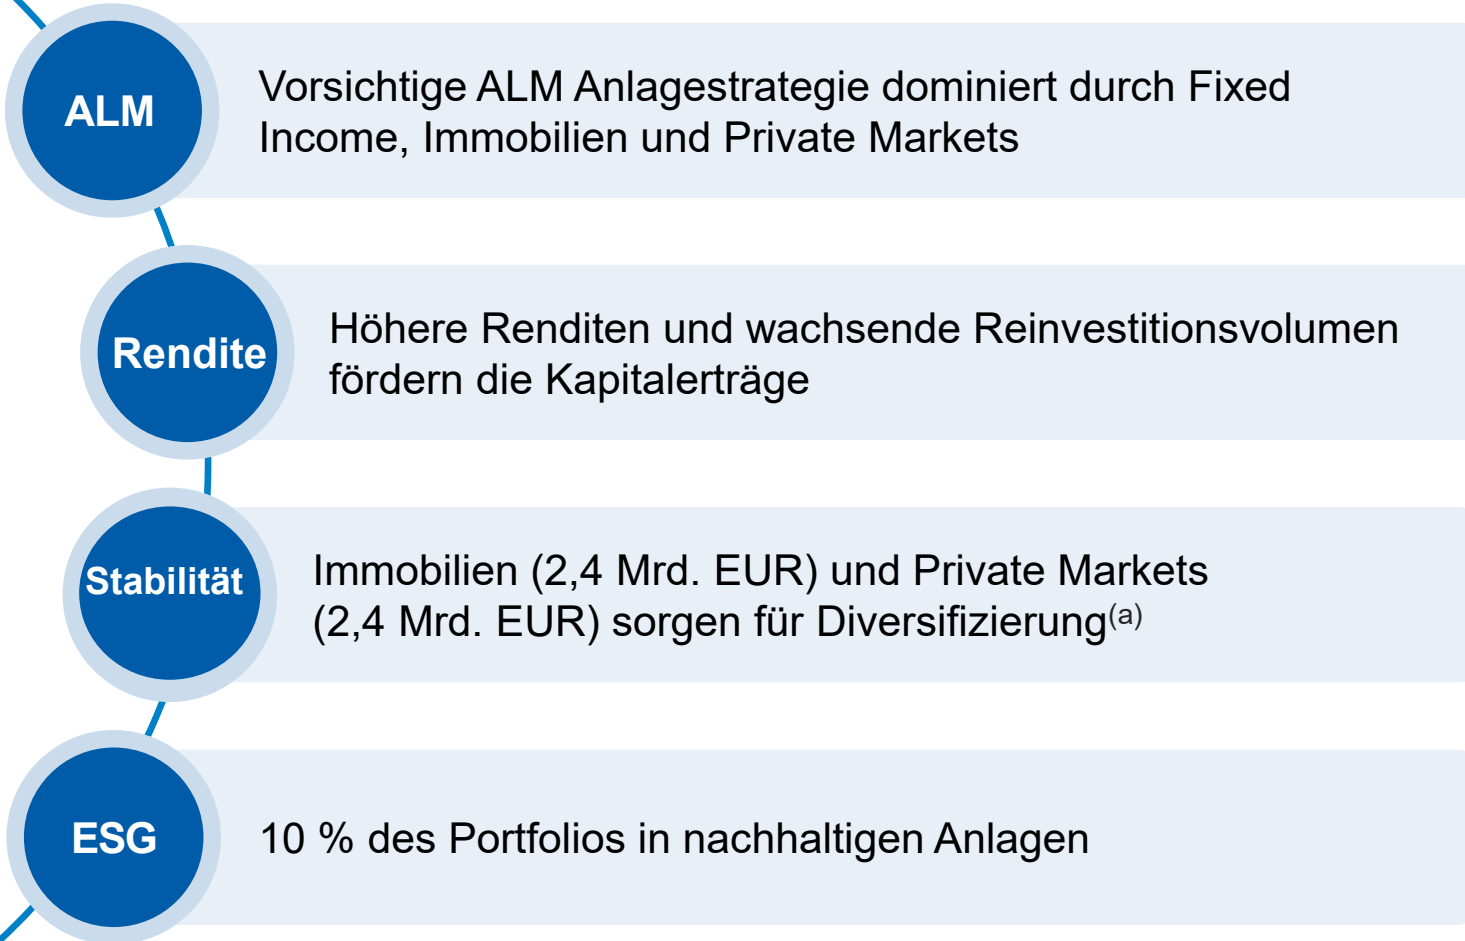 ALM
Vorsichtige ALM Anlagestrategie dominiert durch Fixed
Income, Immobilien und Private Markets
Rendite
Höhere Renditen und wachsende Reinvestitionsvolumen
fördern die Kapitalerträge
Stabilität
Immobilien (2,4 Mrd. EUR) und Private Markets
(2,4 Mrd. EUR) sorgen für Diversifizierung(a)
ESG
10 % des Portfolios in nachhaltigen Anlagen